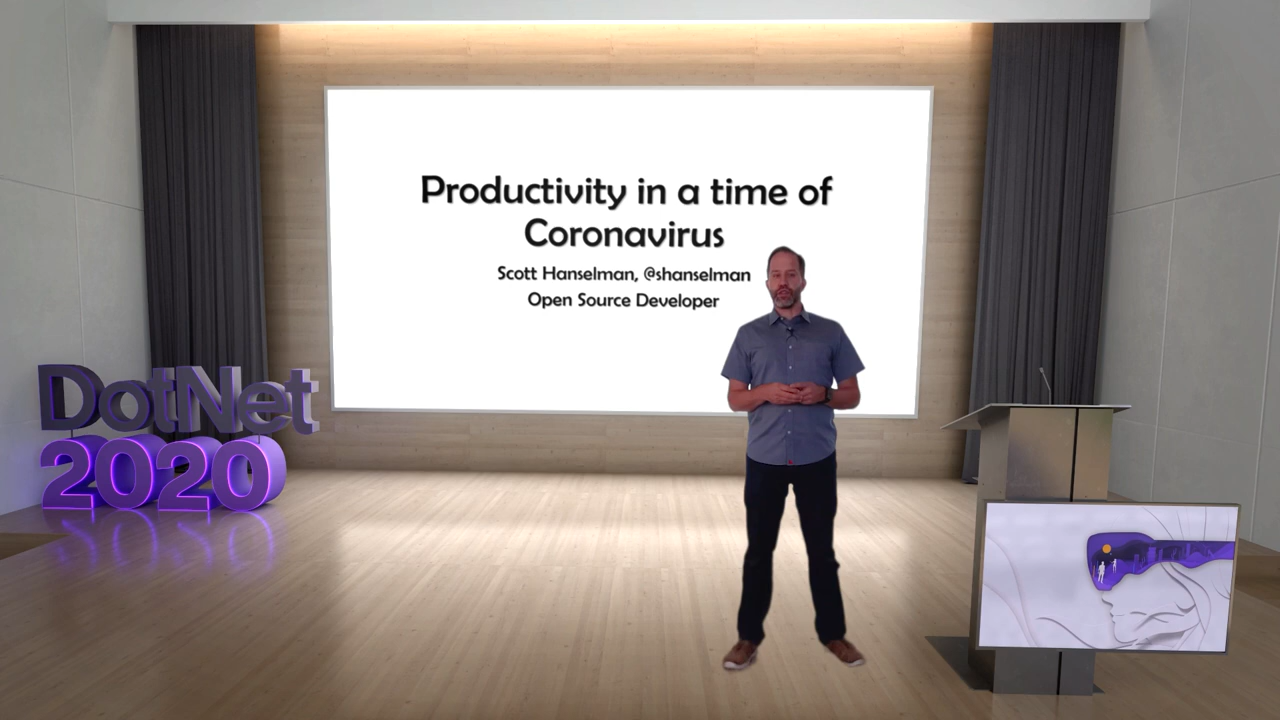 Productivity in a time of
Coronavirus
Scott Hanselman, @shanselman
Open Source Developer
DotNet
2020